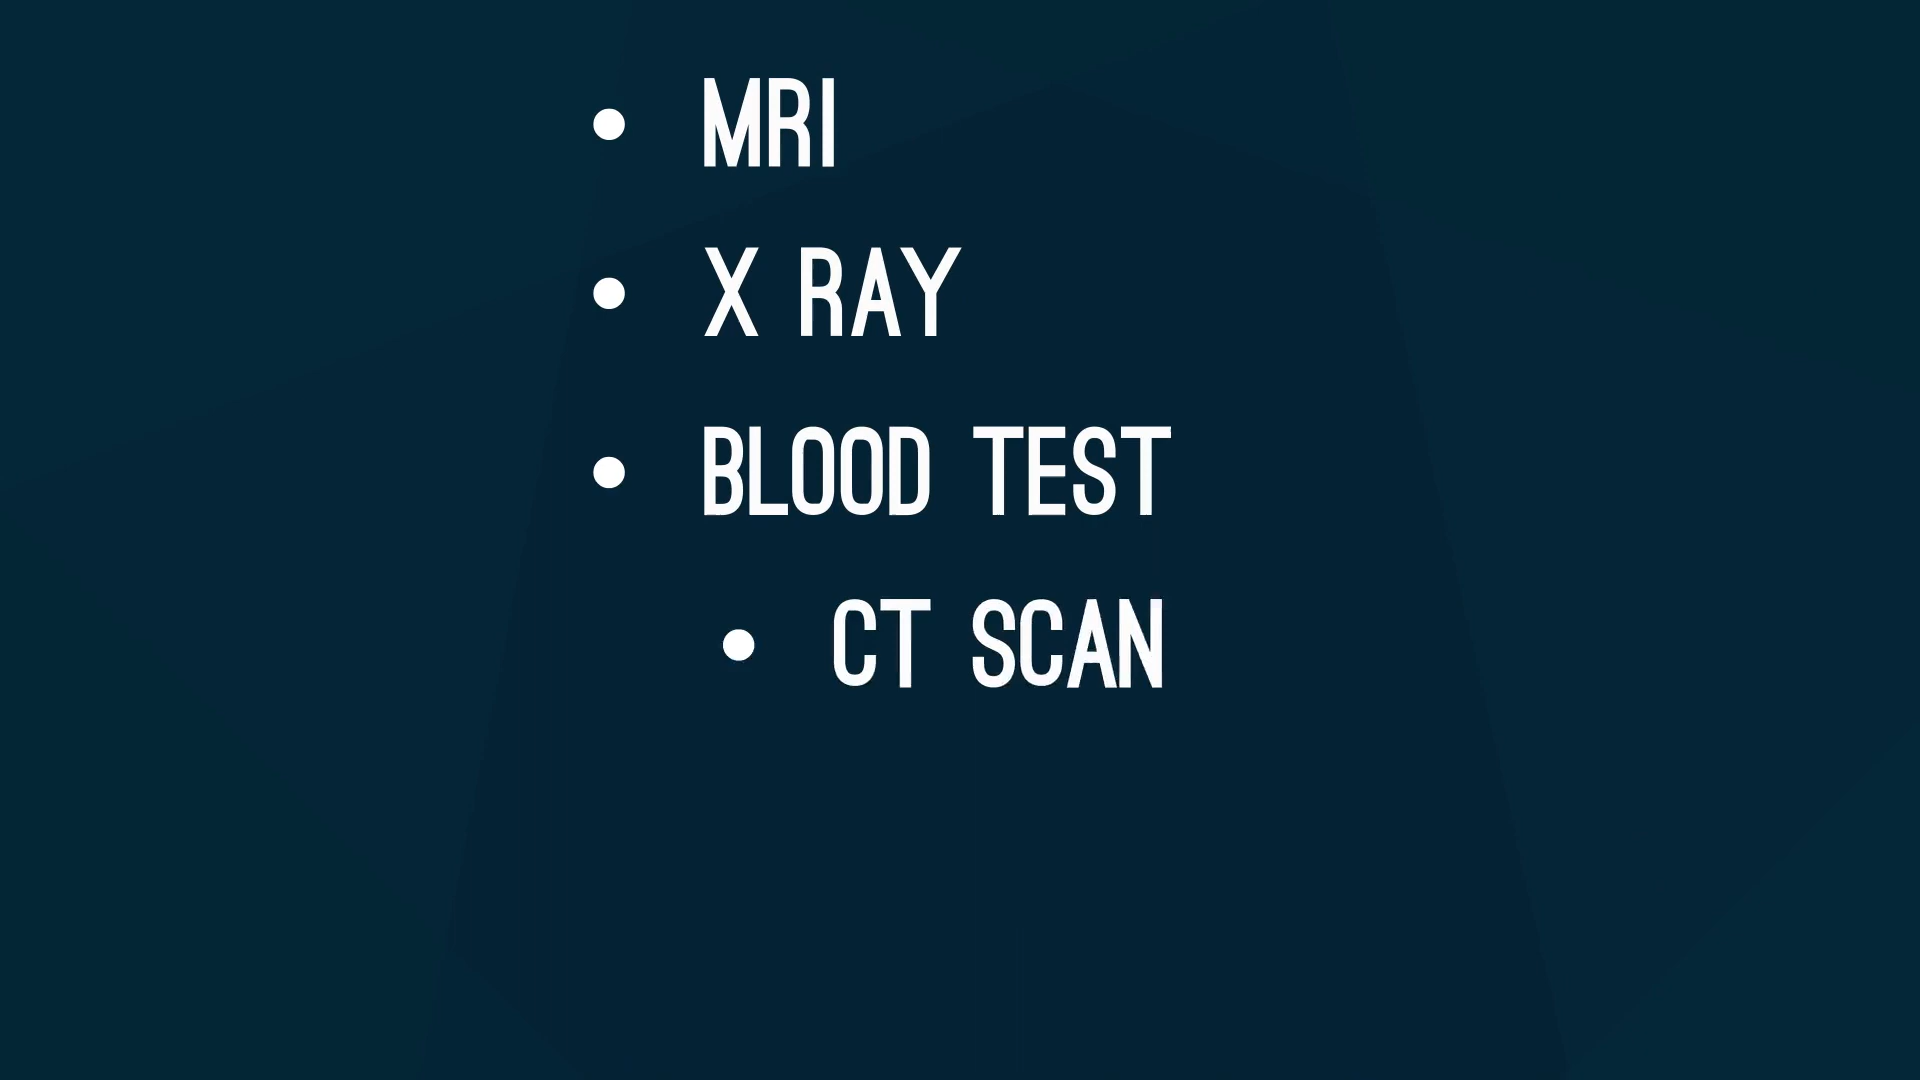 • MRI
• X RAY
• BLOOD TEST
• CT SCAN